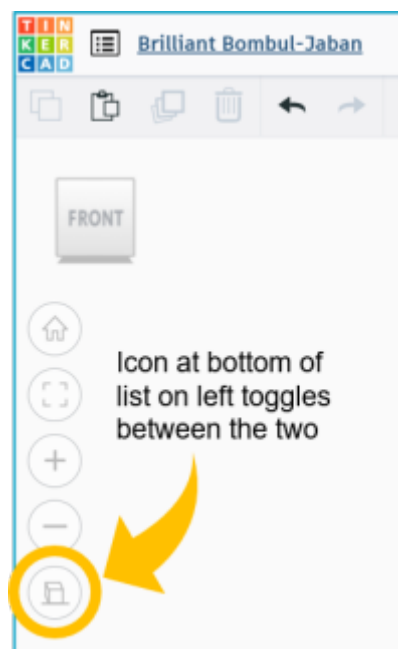 TIN
KER
CAD
Brilliant Bombul-Jaban
FRONT
Icon at bottom of
list on left toggles
between the two